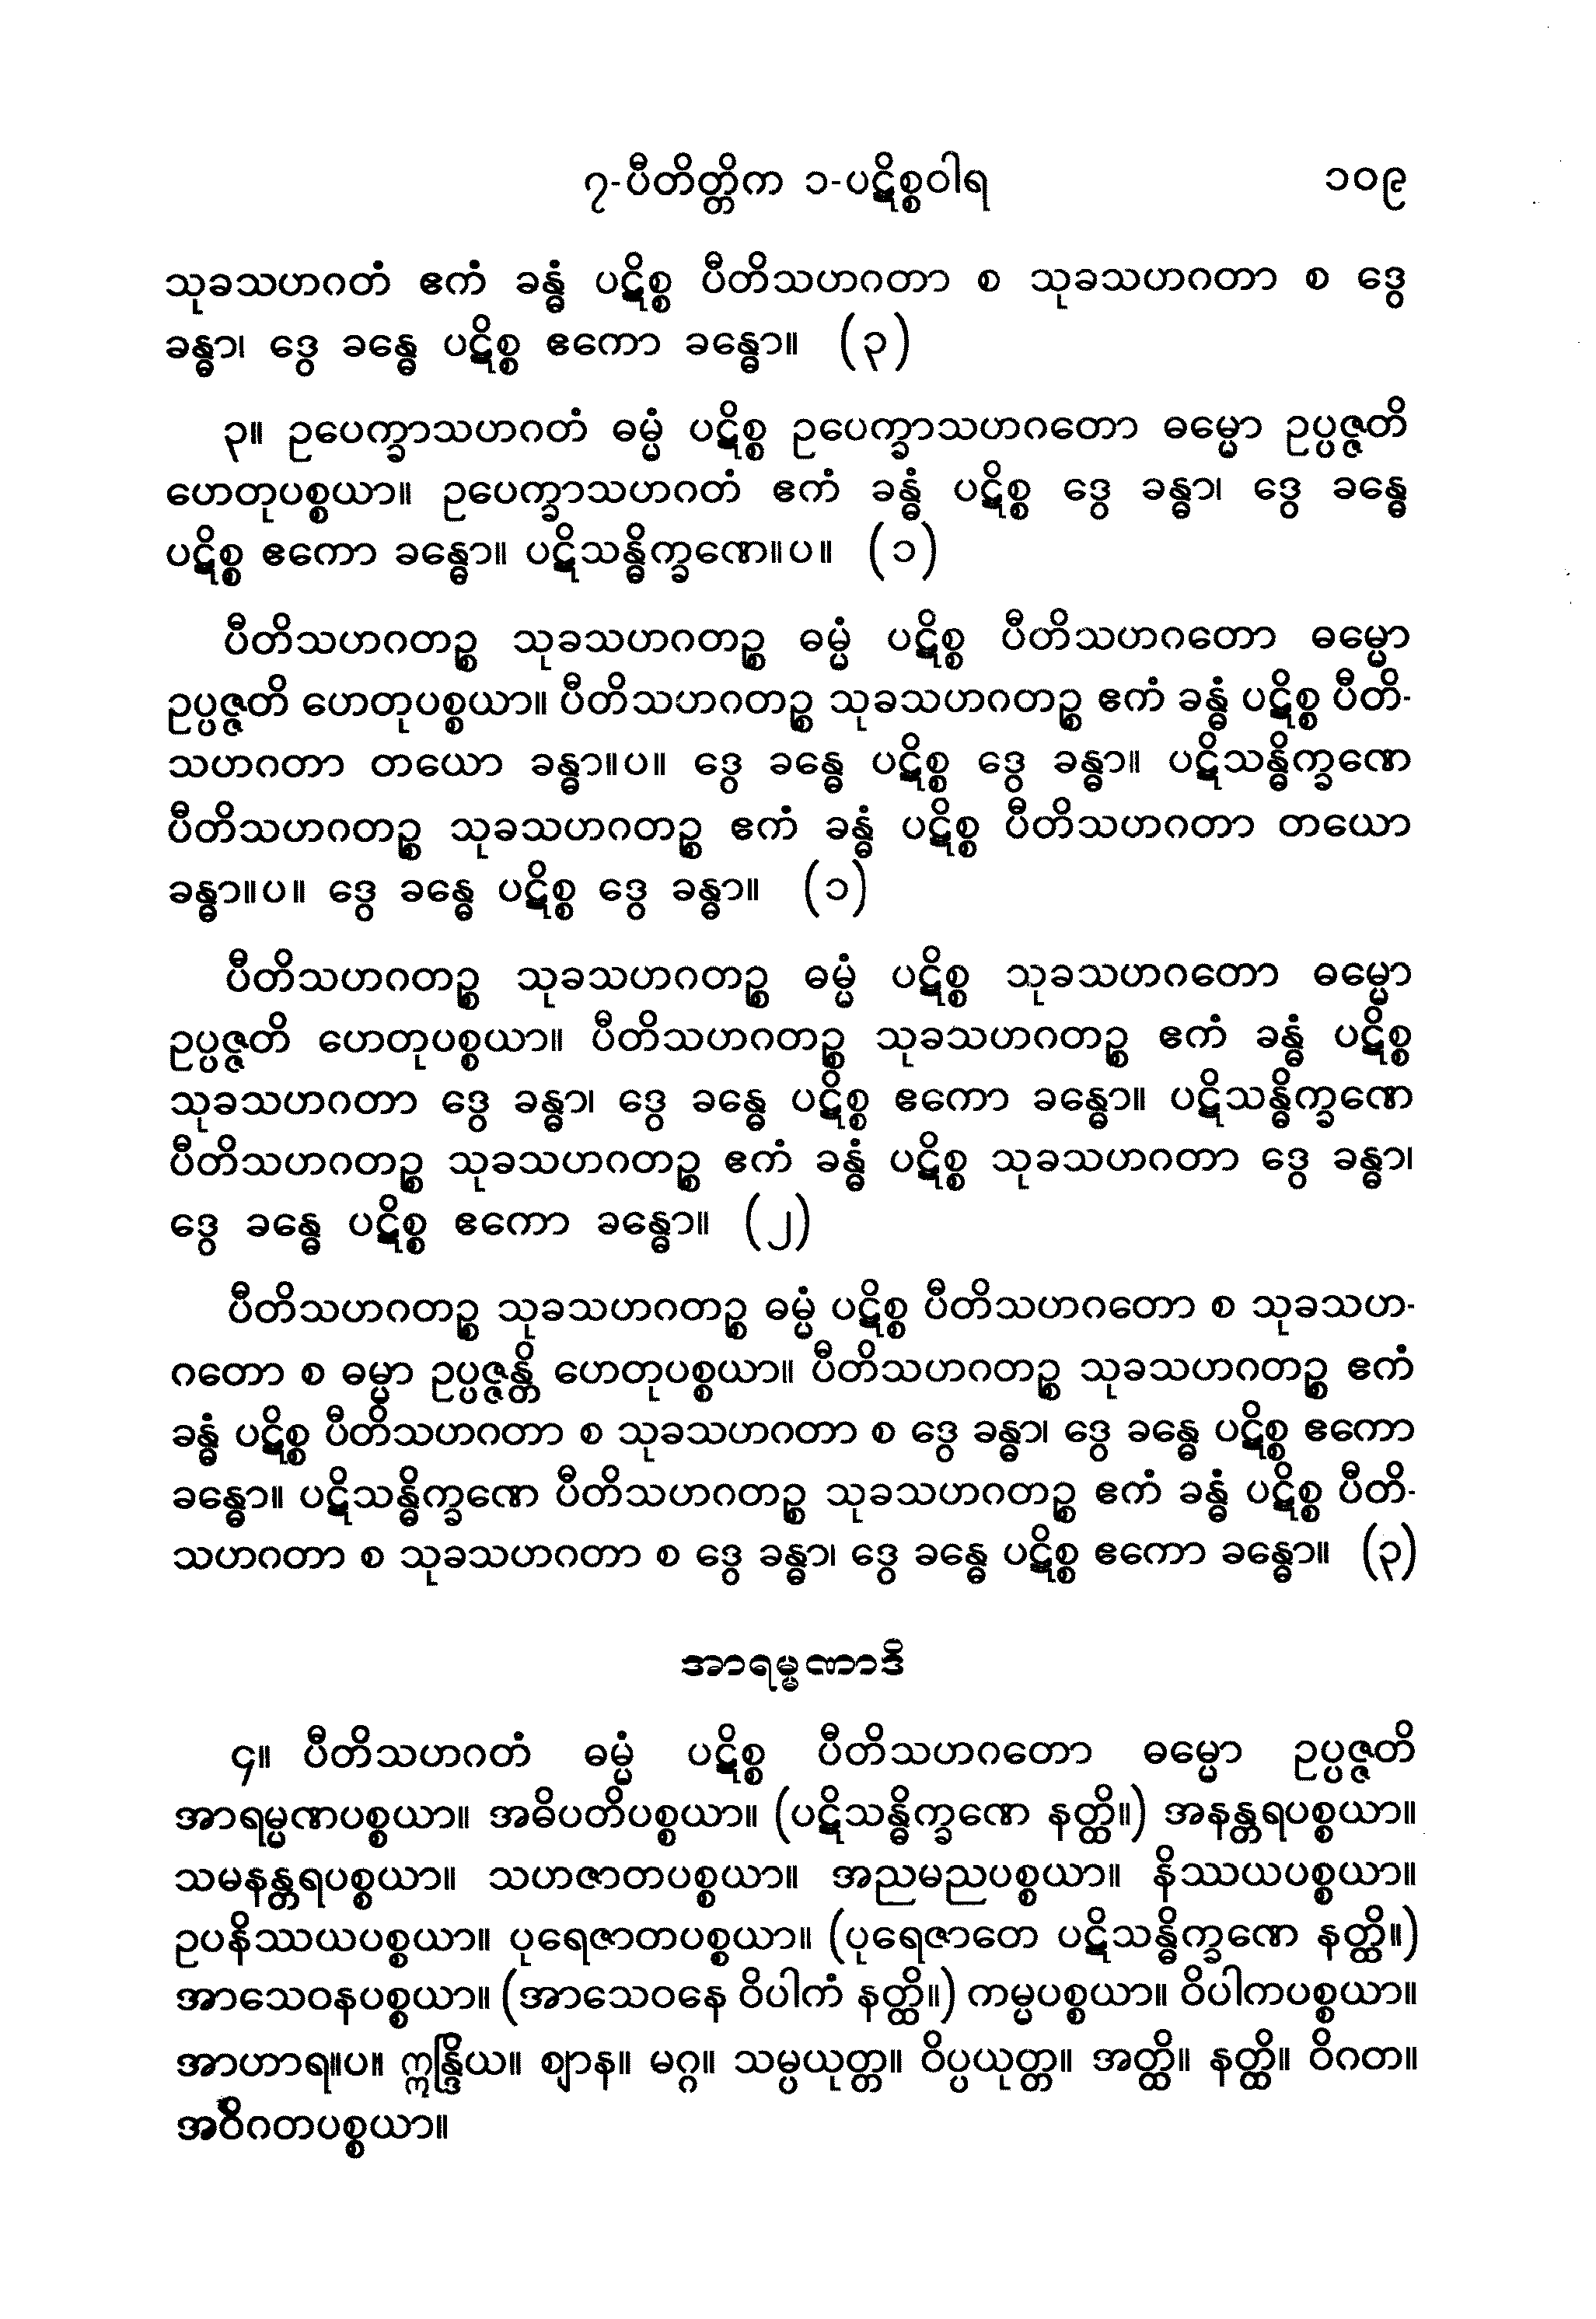 ၇-ပီတိတ္တိက ၁-ပဋိစ္စဝါရ ၁၀၉
သုခသဟဂတံ ဧကံ ခန္ဓံ ပဋိစ္စ ပီတိသဟဂတာ စ သုခသဟဂတာ စ ဒွေ
ခန္ဓာ၊ ဒွေ ခန္ဓေ ပဋိစ္စ ဧကော ခန္ဓော။ (၃)
၃။ ဥပေက္ခာသဟဂတံ ဓမ္မံ ပဋိစ္စ ဥပေက္ခာသဟဂတော ဓမ္မော ဥပ္ပဇ္ဇတိ
ဟေတုပစ္စယာ။ ဥပေက္ခာသဟဂတံ ဧကံ ခန္ဓံ ပဋိစ္စ ဒွေ ခန္ဓာ၊ ဒွေ ခန္ဓေ
ပဋိစ္စ ဧကော ခန္ဓော။ ပဋိသန္ဓိက္ခဏေ။ပ။ (၁)
ပီတိသဟဂတဉ္စ သုခသဟဂတဉ္စ ဓမ္မံ ပဋိစ္စ ပီတိသဟဂတော ဓမ္မော
ဥပ္ပဇ္ဇတိ ဟေတုပစ္စယာ။ ပီတိသဟဂတဉ္စ သုခသဟဂတဉ္စ ဧကံ ခန္ဓံ ပဋိစ္စ ပီတိ-
သဟဂတာ တယော ခန္ဓာ။ပ။ ဒွေ ခန္ဓေ ပဋိစ္စ ဒွေ ခန္ဓာ။ ပဋိသန္ဓိက္ခဏေ
ပီတိသဟဂတဉ္စ သုခသဟဂတဉ္စ ဧကံ ခန္ဓံ ပဋိစ္စ ပီတိသဟဂတာ တယော
ခန္ဓာ။ပ။ ဒွေ ခန္ဓေ ပဋိစ္စ ဒွေ ခန္ဓာ။ (၁)
ပီတိသဟဂတဉ္စ သုခသဟဂတဉ္စ ဓမ္မံ ပဋိစ္စ သုခသဟဂတော ဓမ္မော
ဥပ္ပဇ္ဇတိ ဟေတုပစ္စယာ။ ပီတိသဟဂတဉ္စ သုခသဟဂတဉ္စ ဧကံ ခန္ဓံ ပဋိစ္စ
သုခသဟဂတာ ဒွေ ခန္ဓာ၊ ဒွေ ခန္ဓေ ပဋိစ္စ ဧကော ခန္ဓော။ ပဋိသန္ဓိက္ခဏေ
ပီတိသဟဂတဉ္စ သုခသဟဂတဉ္စ ဧကံ ခန္ဓံ ပဋိစ္စ သုခသဟဂတာ ဒွေ ခန္ဓာ၊
ဒွေ ခန္ဓေ ပဋိစ္စ ဧကော ခန္ဓော။ (၂)
ပီတိသဟဂတဉ္စ သုခသဟဂတဉ္စ ဓမ္မံ ပဋိစ္စ ပီတိသဟဂတော စ သုခသဟ-
ဂတော စ ဓမ္မာ ဥပ္ပဇ္ဇန္တိ ဟေတုပစ္စယာ။ ပီတိသဟဂတဉ္စ သုခသဟဂတဉ္စ ဧကံ
ခန္ဓံ ပဋိစ္စ ပီတိသဟဂတာ စ သုခသဟဂတာ စ ဒွေ ခန္ဓာ၊ ဒွေ ခန္ဓေ ပဋိစ္စ ဧကော
ခန္ဓော။ ပဋိသန္ဓိက္ခဏေ ပီတိသဟဂတဉ္စ သုခသဟဂတဉ္စ ဧကံ ခန္ဓံ ပဋိစ္စ ပီတိ-
သဟဂတာ စ သုခသဟဂတာ စ ဒွေ ခန္ဓာ၊ ဒွေ ခန္ဓေ ပဋိစ္စ ဧကော ခန္ဓော။ (၃)
အာရမ္မဏာဒိ
၄။ ပီတိသဟဂတံ ဓမ္မံ ပဋိစ္စ ပီတိသဟဂတော ဓမ္မော ဥပ္ပဇ္ဇတိ
အာရမ္မဏပစ္စယာ။ အဓိပတိပစ္စယာ။ (ပဋိသန္ဓိက္ခဏေ နတ္ထိ။) အနန္တရပစ္စယာ။
သမနန္တရပစ္စယာ။ သဟဇာတပစ္စယာ။ အညမညပစ္စယာ။ နိဿယပစ္စယာ။
ဥပနိဿယပစ္စယာ။ ပုရေဇာတပစ္စယာ။ (ပုရေဇာတေ ပဋိသန္ဓိက္ခဏေ နတ္ထိ။)
အာသေဝနပစ္စယာ။ (အာသေဝနေ ဝိပါကံ နတ္ထိ။) ကမ္မပစ္စယာ။ ဝိပါကပစ္စယာ။
အာဟာရ။ပ။ ဣန္ဒြိယ။ ဈာန။ မဂ္ဂ။ သမ္ပယုတ္တ။ ဝိပ္ပယုတ္တ။ အတ္ထိ။ နတ္ထိ။ ဝိဂတ။
အဝိဂတပစ္စယာ။